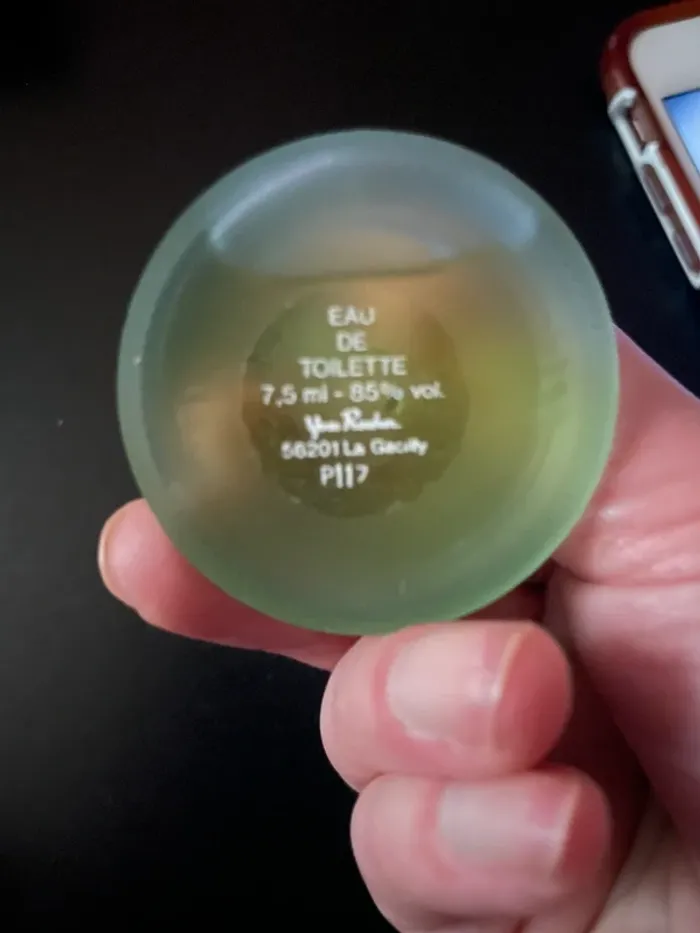 EAU
DE
TOILETTE
7,5 ml - 85% vol.
Yves Rocher
56201 La Gacilly
P117